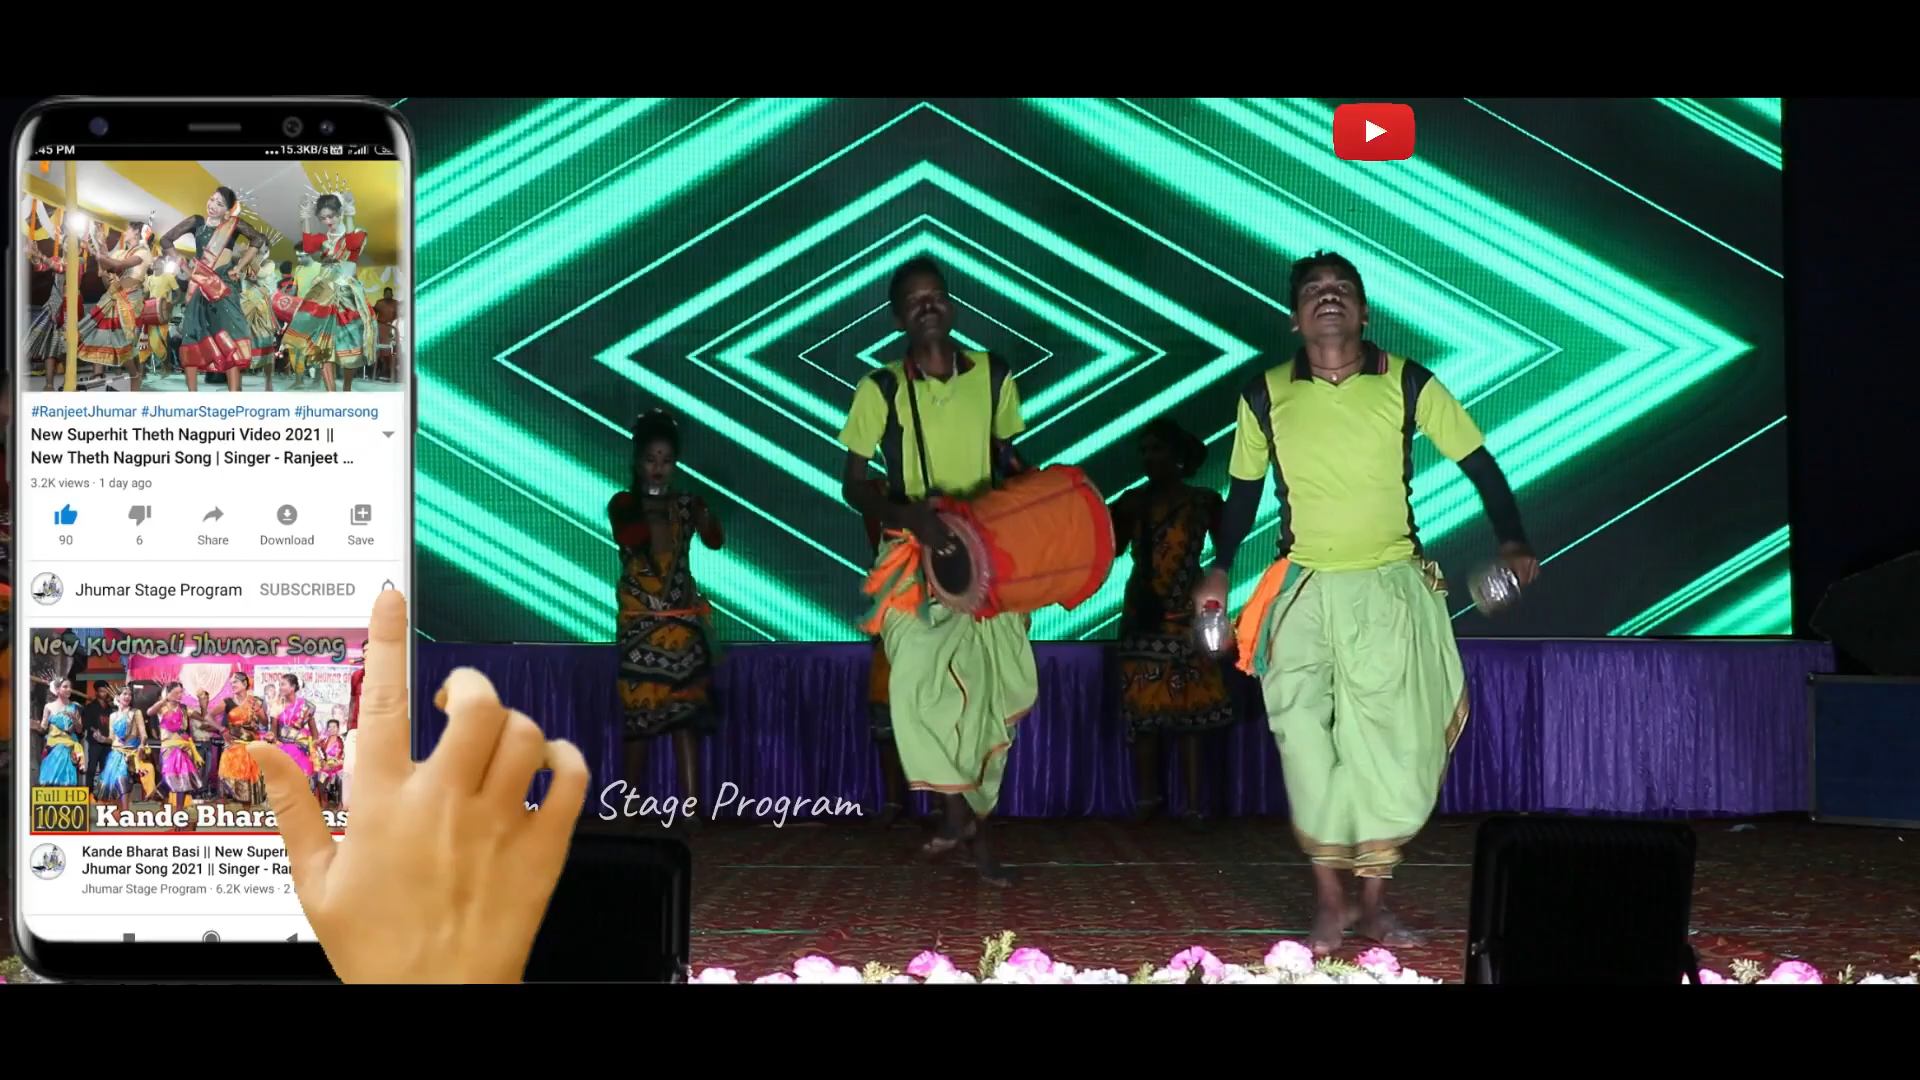 :45 PM
...15.3KB/s
#RanjeetJhumar #JhumarStageProgram #jhumarsong
New Superhit Theth Nagpuri Video 2021 ||
New Theth Nagpuri Song | Singer - Ranjeet ...
3.2K views · 1 day ago
90
6
Share
Download
Save
Jhumar Stage Program
SUBSCRIBED
New Kudmali Jhumar Song
Full HD
1080
Kande Bhara
Kande Bharat Basi || New Super
Jhumar Song 2021 || Singer - Ra
Jhumar Stage Program · 6.2K views · 2
Stage Program